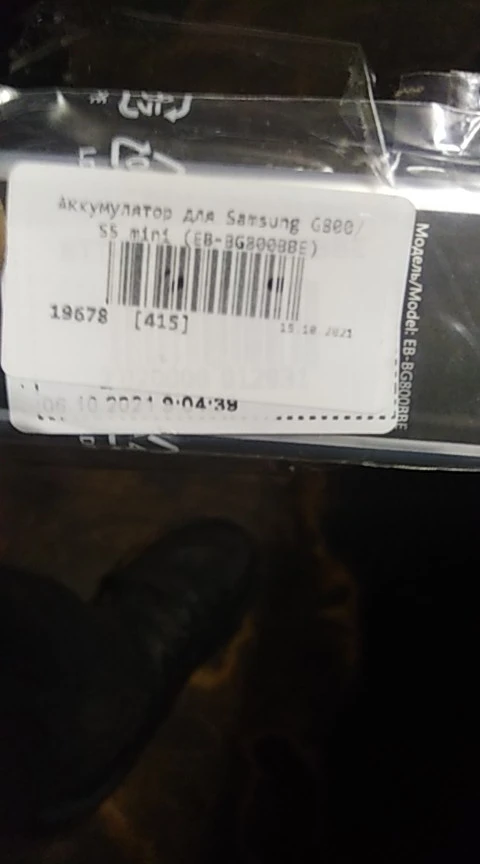 Аккумулятор для Samsung G800/
S5 mini (EB-BG800BBE)
19678 [415]
15.10.2021
06.10.2021 9:04:39
Модель/Model: EB-BG800BBE